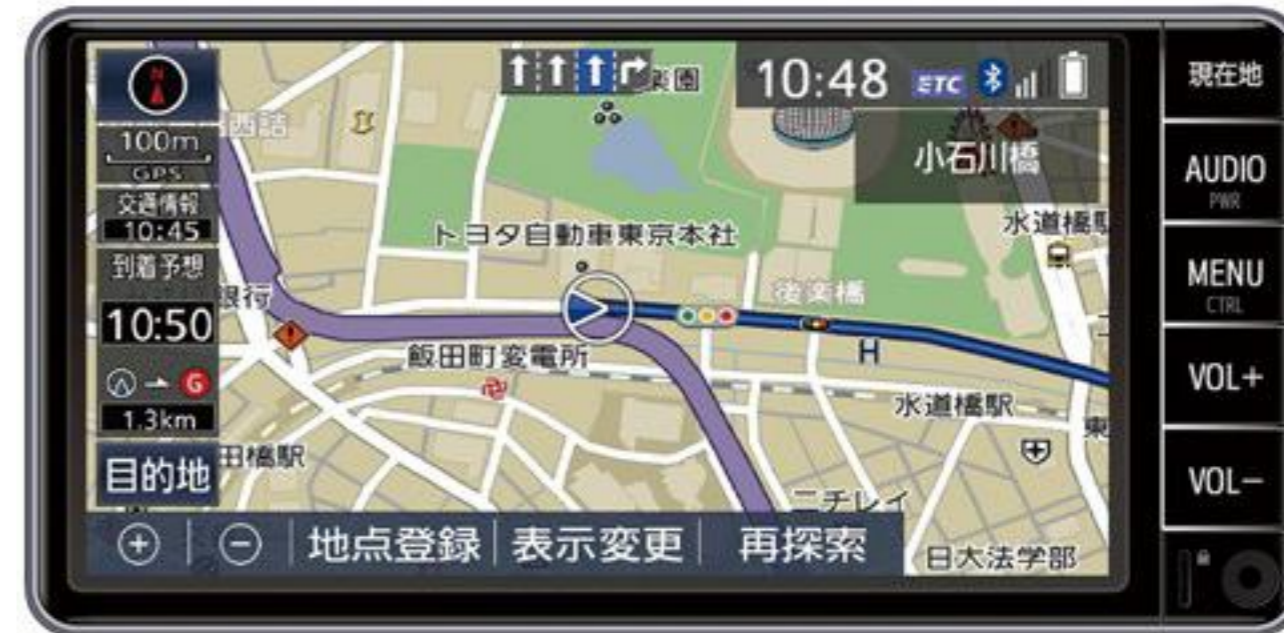 10:48
ETC
現在地
N
西詰
楽園
100m
GPS
小石川橋
AUDIO
PWR
交通情報
10:45
トヨタ自動車東京本社
水道橋駅
到着予想
銀行
後楽橋
MENU
CTRL
10:50
飯田町変電所
H
G
水道橋駅
VOL+
1.3km
東
目的地
田橋駅
ニチレイ
VOL-
地点登録
表示変更
再探索
日大法学部